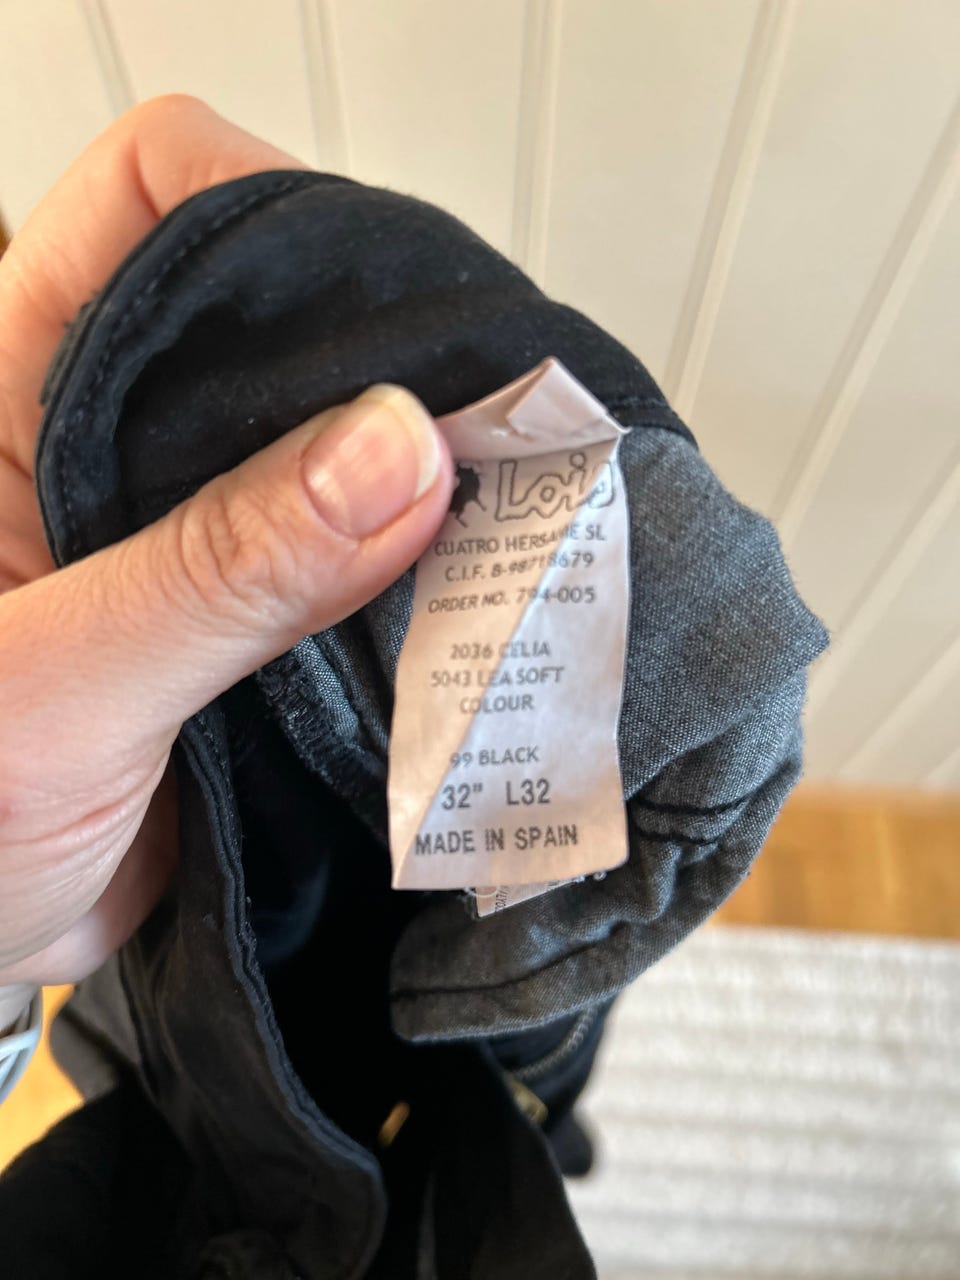 Lois
CUATRO HERSAME SL
C.I.F. B-98718679
ORDER NO. 794-005
2036 CELIA
5043 LEA SOFT
COLOUR
99 BLACK
32" L32
MADE IN SPAIN